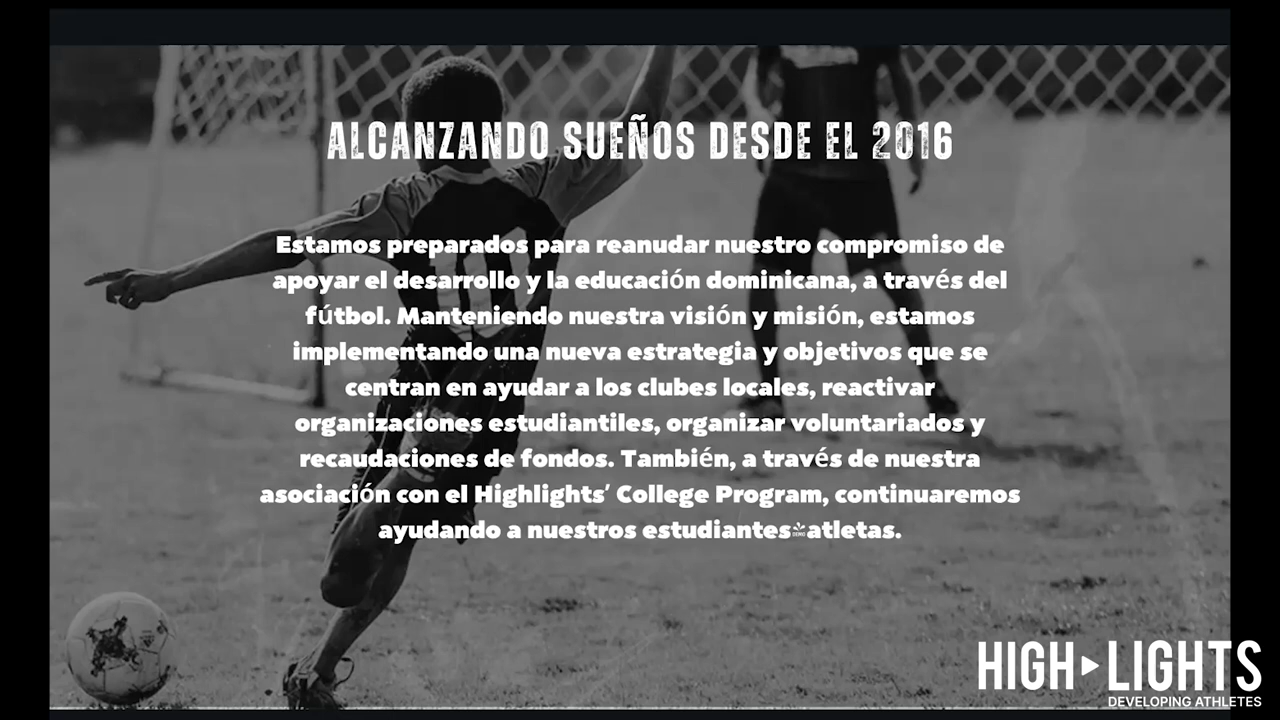 ALCANZANDO SUEÑOS DESDE EL 2016
Estamos preparados para reanudar nuestro compromiso de
apoyar el desarrollo y la educación dominicana, a través del
fútbol. Manteniendo nuestra visión y misión, estamos
implementando una nueva estrategia y objetivos que se
centran en ayudar a los clubes locales, reactivar
organizaciones estudiantiles, organizar voluntariados y
recaudaciones de fondos. También, a través de nuestra
asociación con el Highlights' College Program, continuaremos
ayudando a nuestros estudiantes atletas.
10
HIGH LIGHTS
DEVELOPING ATHLETES